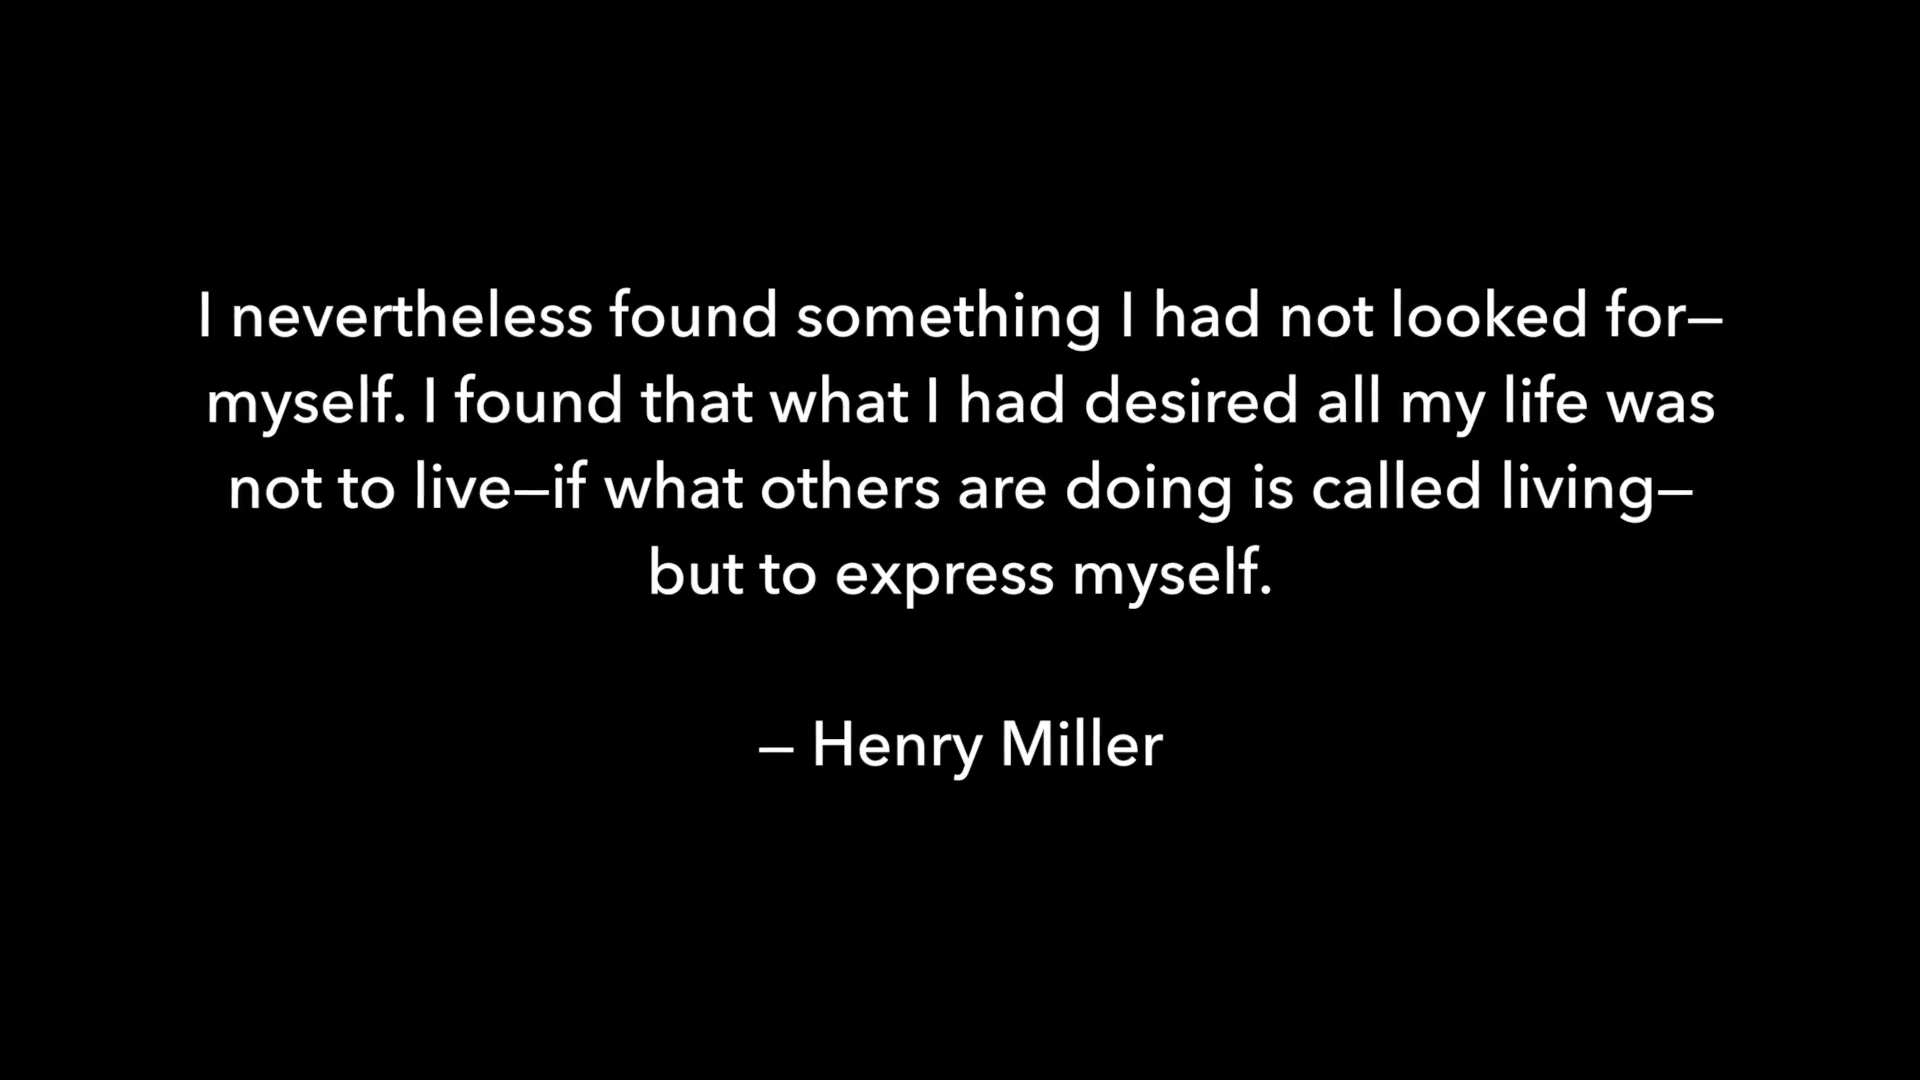 I nevertheless found something I had not looked for—
myself. I found that what I had desired all my life was
not to live—if what others are doing is called living—
but to express myself.
– Henry Miller